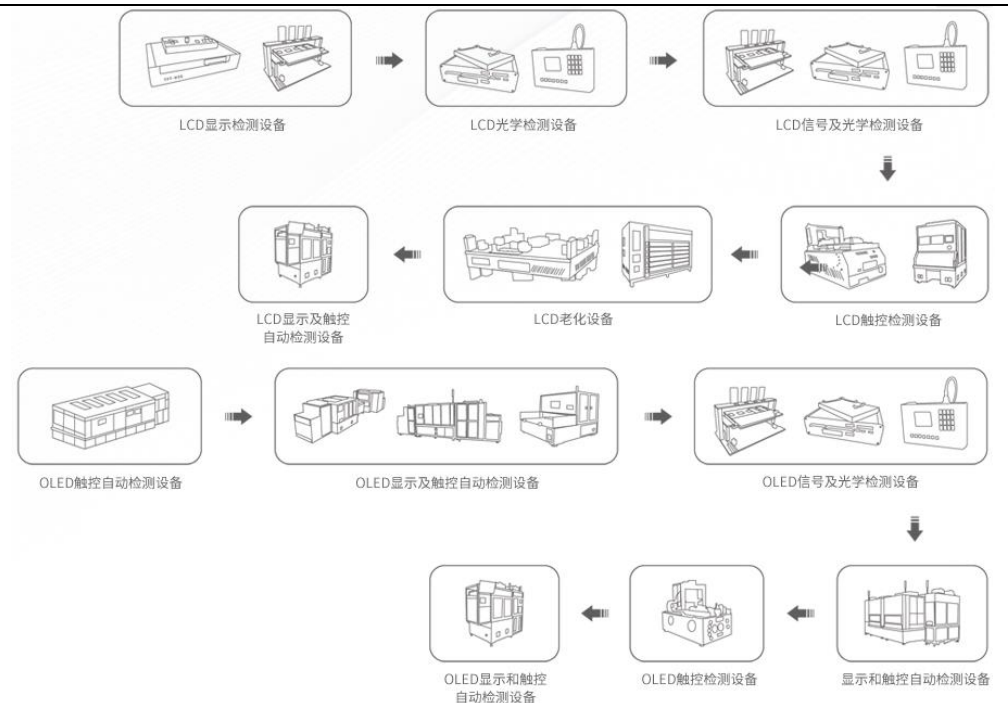 LCD显示检测设备
LCD光学检测设备
LCD信号及光学检测设备
LCD显示及触控
自动检测设备
LCD老化设备
LCD触控检测设备
OLED触控自动检测设备
OLED显示及触控自动检测设备
OLED信号及光学检测设备
OLED显示和触控
自动检测设备
OLED触控检测设备
显示和触控自动检测设备